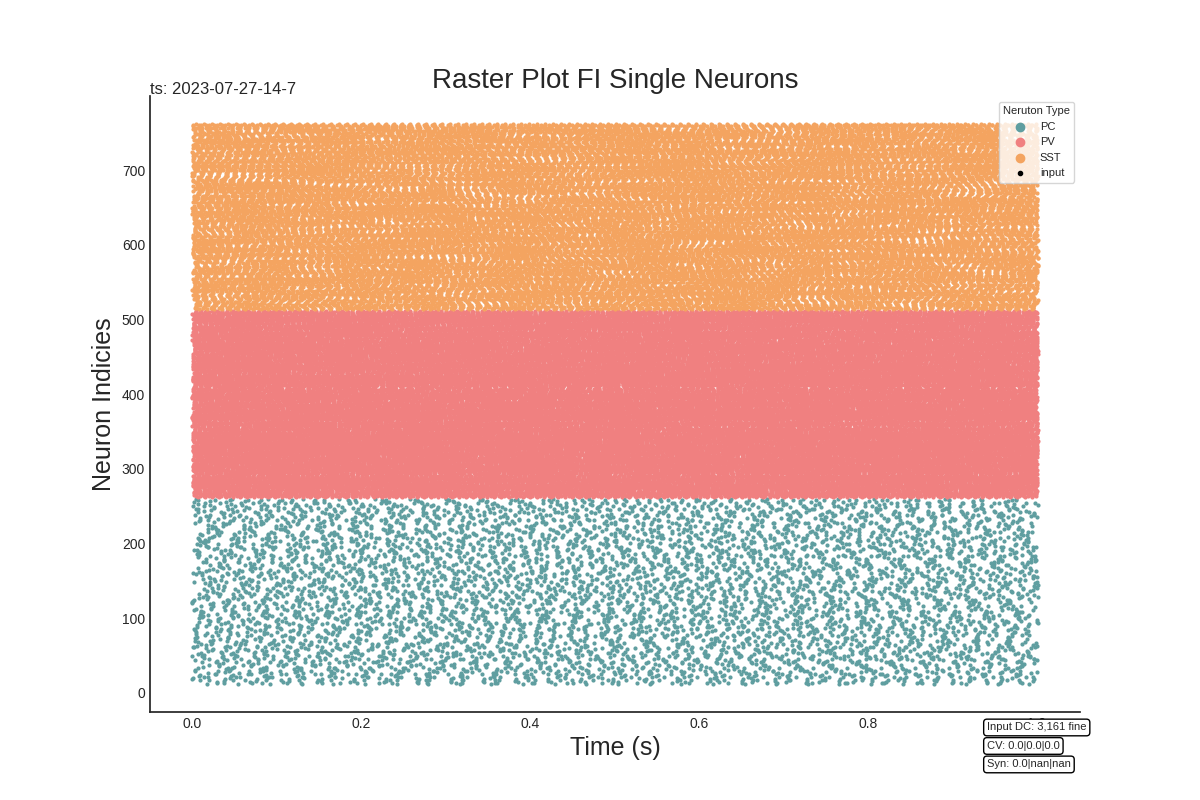 Raster Plot FI Single Neurons
ts: 2023-07-27-14-7
Neruton Type
PC
PV
SST
input
Neuron Indicies
700
600
500
400
300
200
100
0
0.0
0.2
0.4
0.6
0.8
Time (s)
Input DC: 3,161 fine
CV: 0.0|0.0|0.0
Syn: 0.0|nan|nan